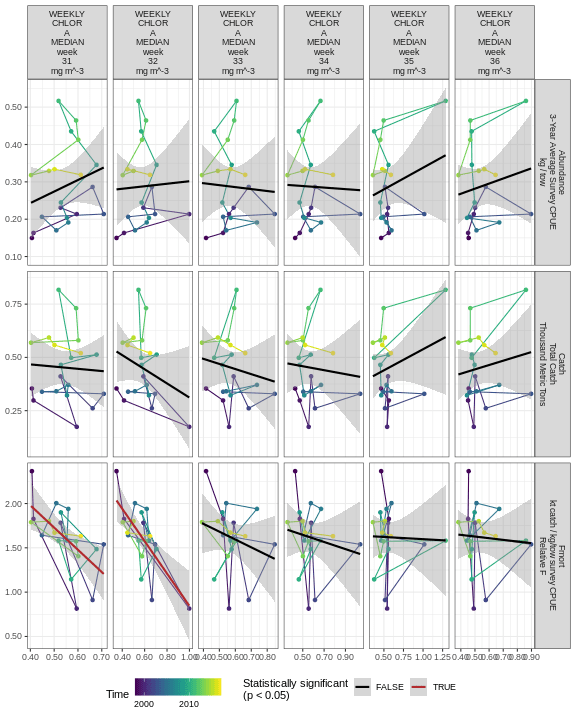 WEEKLY
CHLOR
A
MEDIAN
week
31
mg m^-3
WEEKLY
CHLOR
A
MEDIAN
week
32
mg m^-3
WEEKLY
CHLOR
A
MEDIAN
week
33
mg m^-3
WEEKLY
CHLOR
A
MEDIAN
week
34
mg m^-3
WEEKLY
CHLOR
A
MEDIAN
week
35
mg m^-3
WEEKLY
CHLOR
A
MEDIAN
week
36
mg m^-3
0.50
0.40
0.30
0.20
0.10
Abundance
3-Year Average Survey CPUE
kg / tow
0.75
0.50
0.25
Catch
Total Catch
Thousand Metric Tons
2.00
1.50
1.00
0.50
Fmort
kt catch / kg/tow survey CPUE
Relative F
0.40 0.50 0.60 0.70
0.40 0.60 0.80 1.00
0.40 0.50 0.60 0.70 0.80
0.50 0.70 0.90
0.50 0.75 1.00 1.25
0.40 0.50 0.60 0.70 0.80 0.90
Time
2000 2010
Statistically significant
(p < 0.05)
FALSE
TRUE